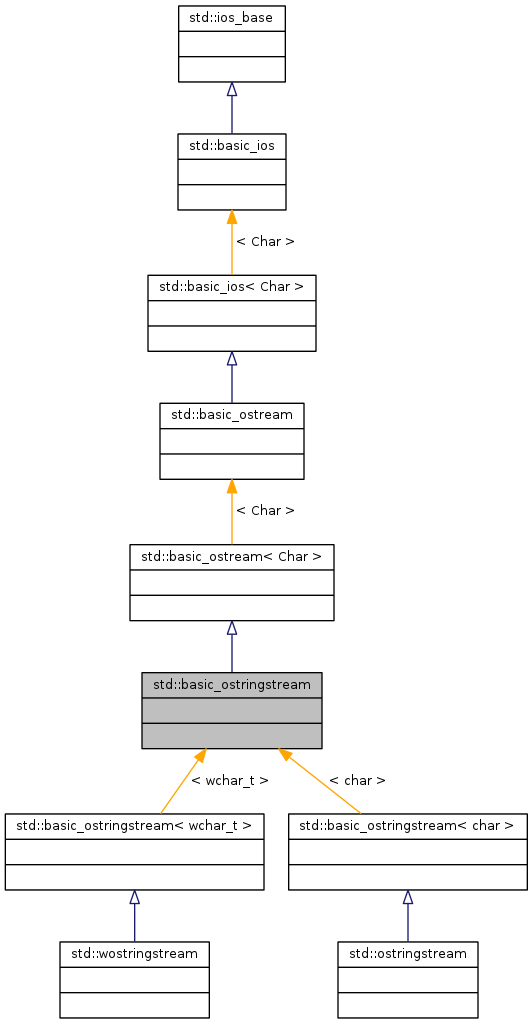 std::ios_base
std::basic_ios
< Char >
std::basic_ios< Char >
std::basic_ostream
< Char >
std::basic_ostream< Char >
std::basic_ostringstream
< wchar_t >
< char >
std::basic_ostringstream< wchar_t >
std::basic_ostringstream< char >
std::wostringstream
std::ostringstream